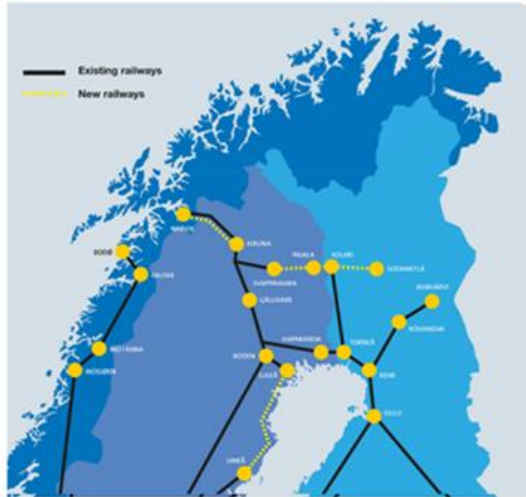 Existing railways
New railways
NARVIK
KIRUNA
BODØ
PAJALA
KOLARI
FAUSKE
SVAPPAVAARA
SODANKYLÄ
KEMIJÄRVI
GÄLLIVARE
ROVANIEMI
HAPARANDA
MO I RANA
BODEN
TORNIO
MOSJØEN
LULEÅ
KEMI
OULU
UMEÅ